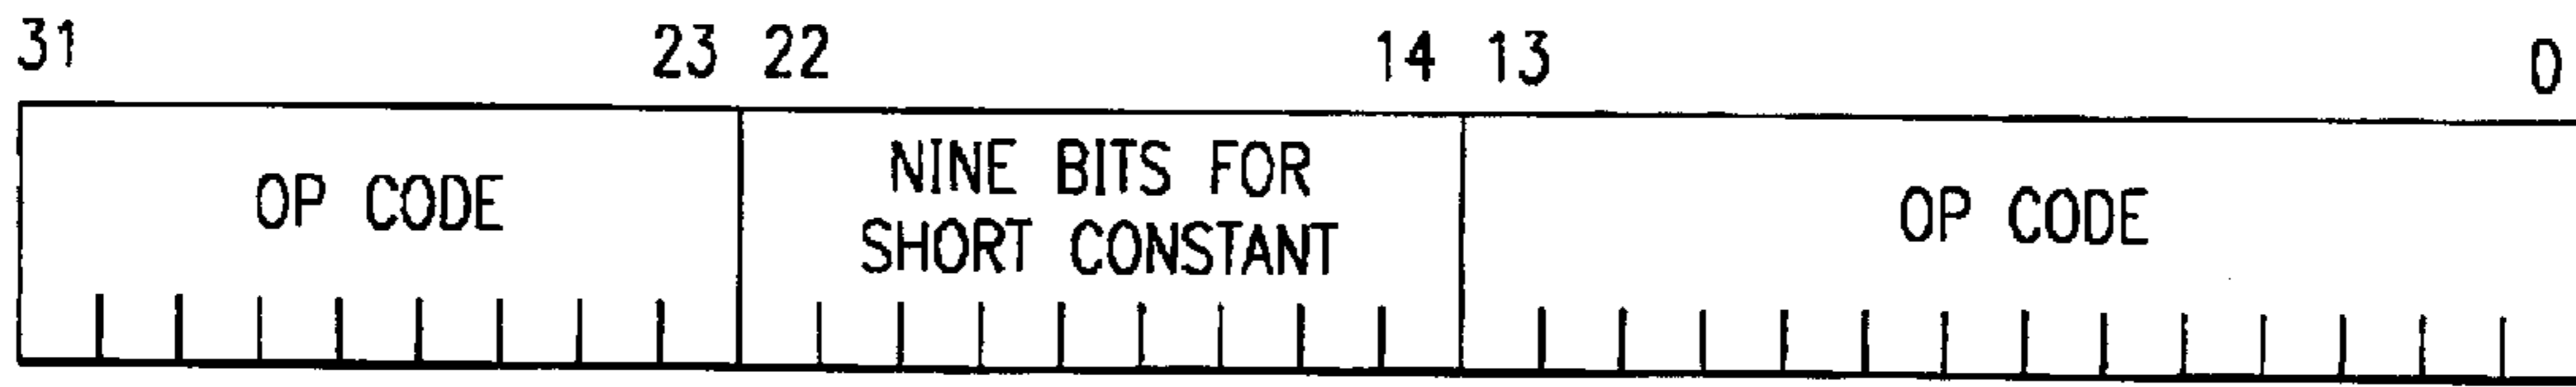 31 23 22 14 13 0
OP CODE NINE BITS FOR SHORT CONSTANT OP CODE